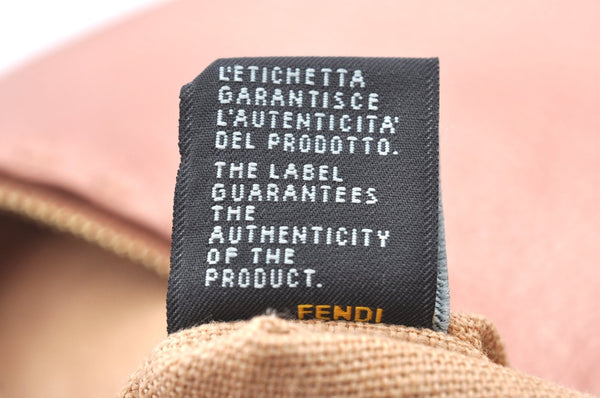 L'ETICHETTA
GARANTISCE
L'AUTENTICITA'
DEL PRODOTTO.
THE LABEL
GUARANTEES
THE
AUTHENTICITY
OF THE
PRODUCT.
FENDI